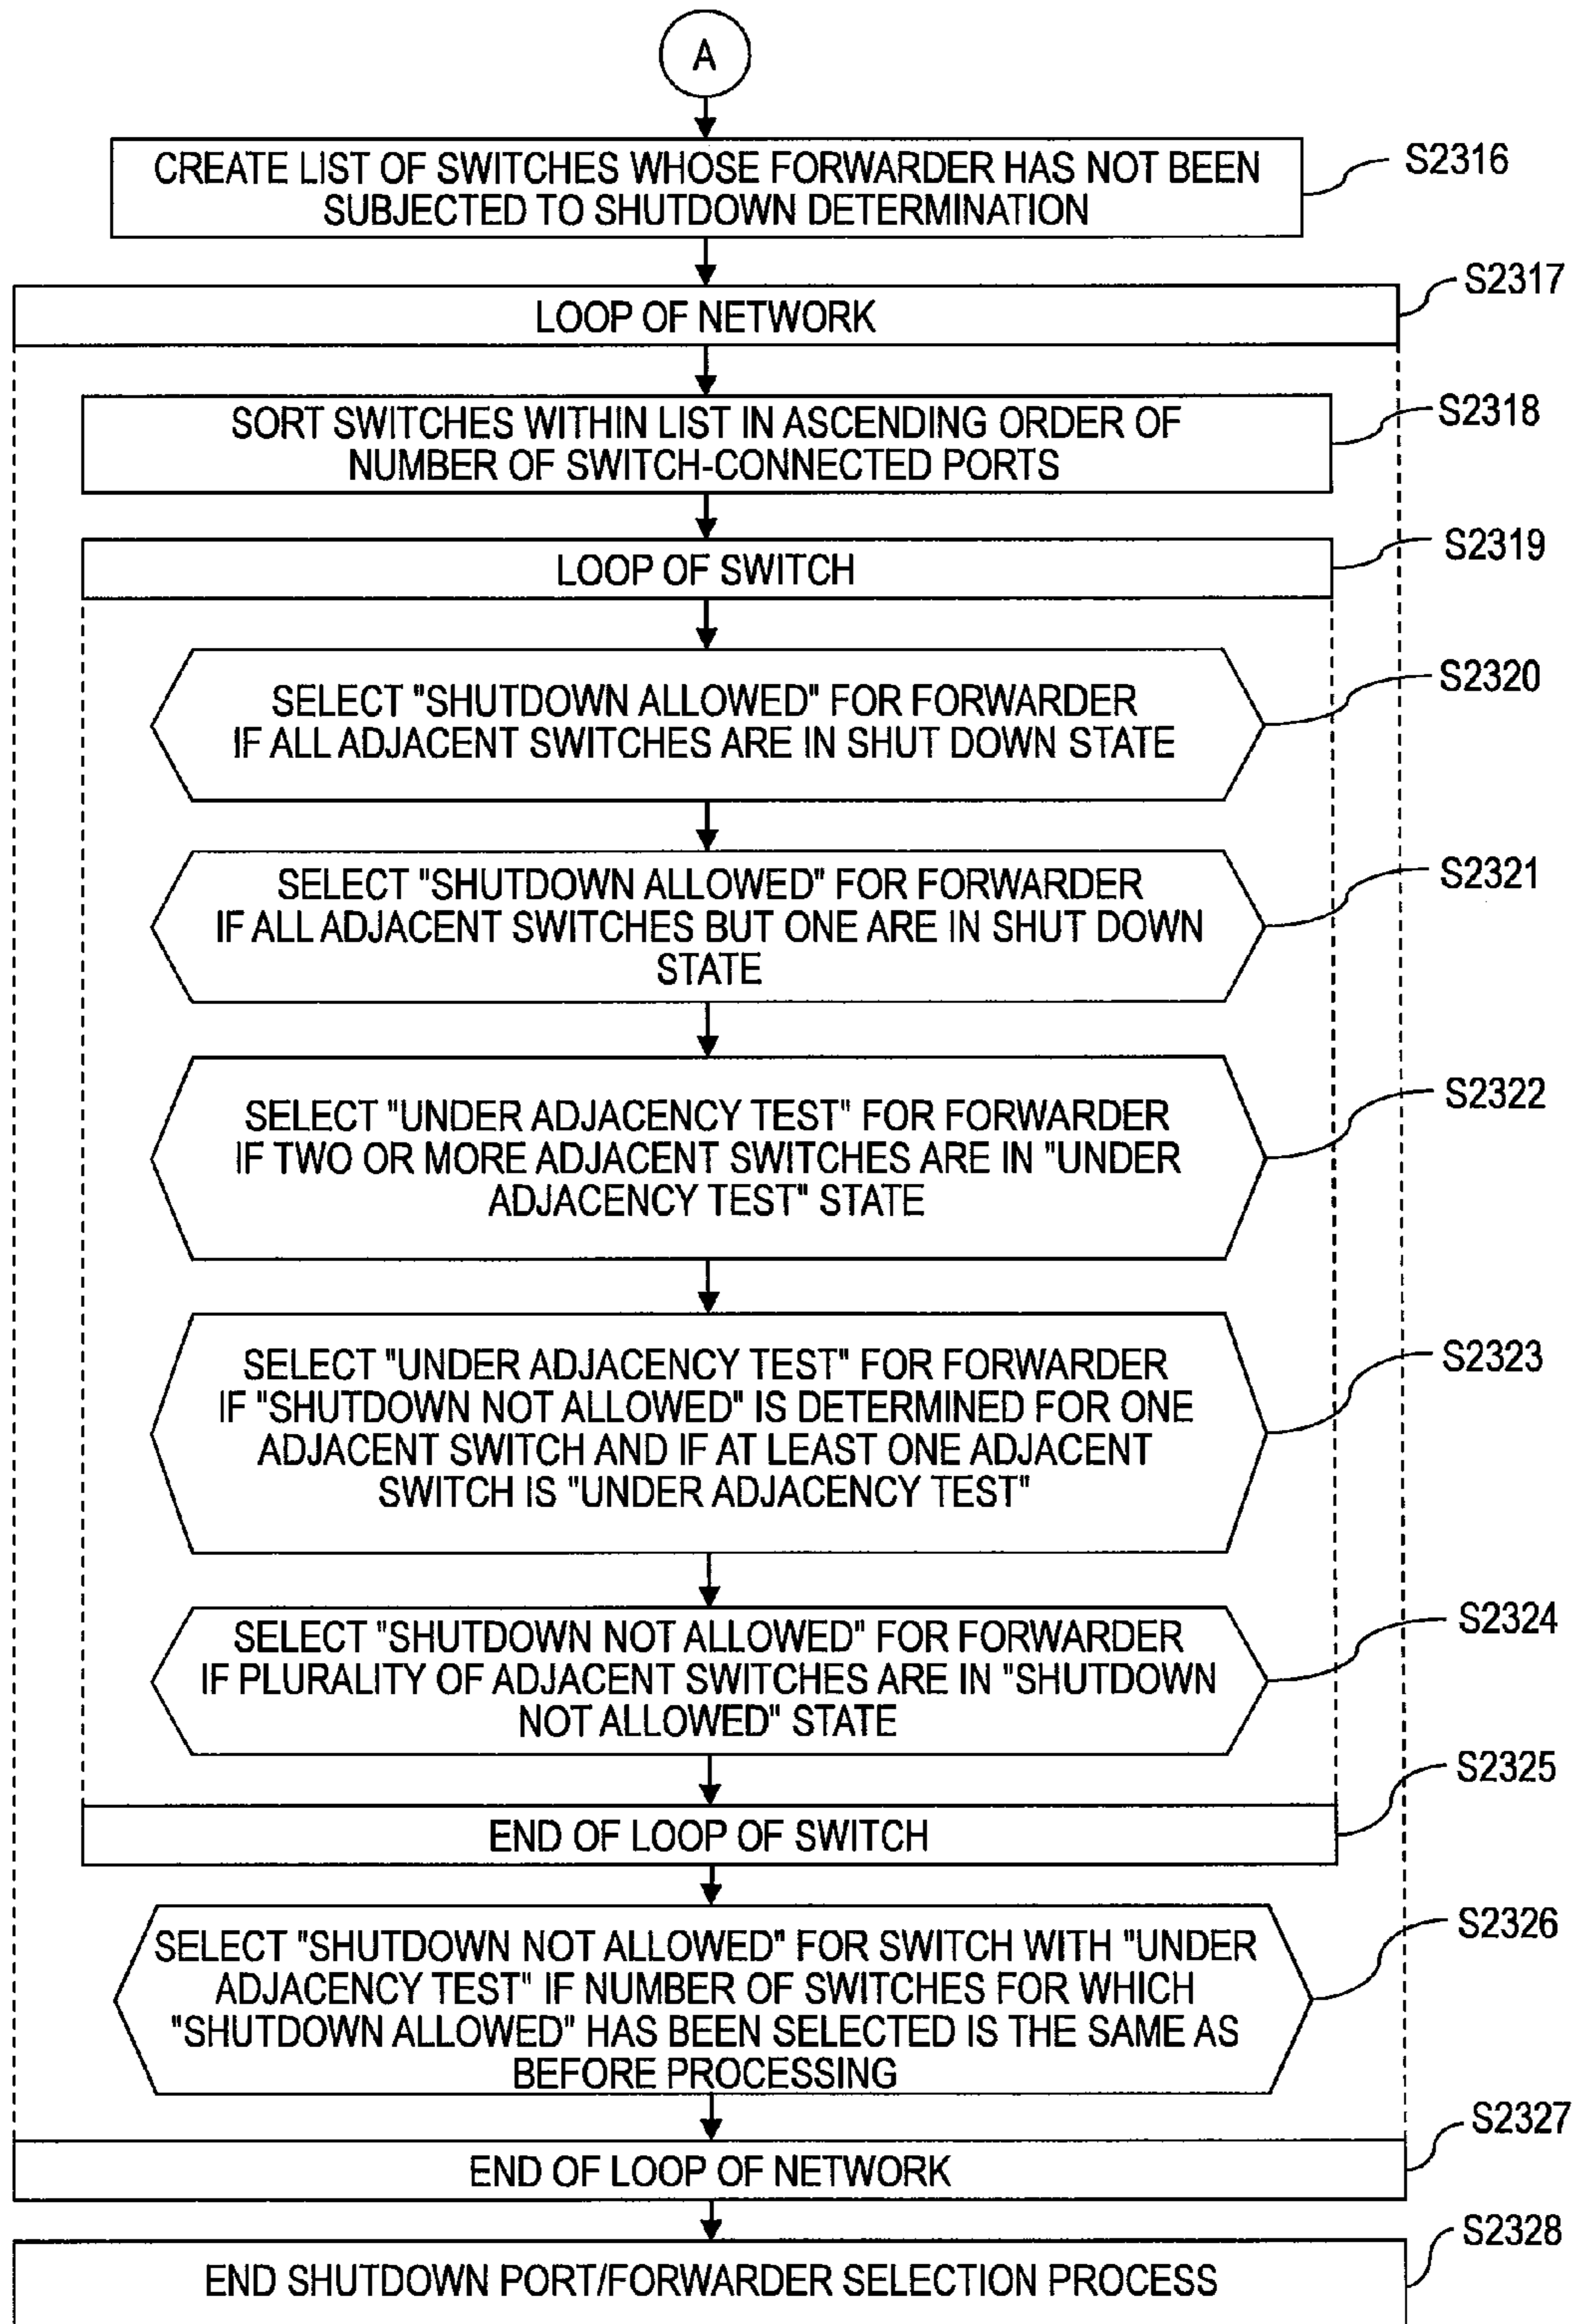 A
CREATE LIST OF SWITCHES WHOSE FORWARDER HAS NOT BEEN
SUBJECTED TO SHUTDOWN DETERMINATION
S2316
LOOP OF NETWORK
S2317
SORT SWITCHES WITHIN LIST IN ASCENDING ORDER OF
NUMBER OF SWITCH-CONNECTED PORTS
S2318
LOOP OF SWITCH
S2319
SELECT "SHUTDOWN ALLOWED" FOR FORWARDER
IF ALL ADJACENT SWITCHES ARE IN SHUT DOWN STATE
S2320
SELECT "SHUTDOWN ALLOWED" FOR FORWARDER
IF ALL ADJACENT SWITCHES BUT ONE ARE IN SHUT DOWN
STATE
S2321
SELECT "UNDER ADJACENCY TEST" FOR FORWARDER
IF TWO OR MORE ADJACENT SWITCHES ARE IN "UNDER
ADJACENCY TEST" STATE
S2322
SELECT "UNDER ADJACENCY TEST" FOR FORWARDER
IF "SHUTDOWN NOT ALLOWED" IS DETERMINED FOR ONE
ADJACENT SWITCH AND IF AT LEAST ONE ADJACENT
SWITCH IS "UNDER ADJACENCY TEST"
S2323
SELECT "SHUTDOWN NOT ALLOWED" FOR FORWARDER
IF PLURALITY OF ADJACENT SWITCHES ARE IN "SHUTDOWN
NOT ALLOWED" STATE
S2324
END OF LOOP OF SWITCH
S2325
SELECT "SHUTDOWN NOT ALLOWED" FOR SWITCH WITH "UNDER
ADJACENCY TEST" IF NUMBER OF SWITCHES FOR WHICH
"SHUTDOWN ALLOWED" HAS BEEN SELECTED IS THE SAME AS
BEFORE PROCESSING
S2326
END OF LOOP OF NETWORK
S2327
END SHUTDOWN PORT/FORWARDER SELECTION PROCESS
S2328